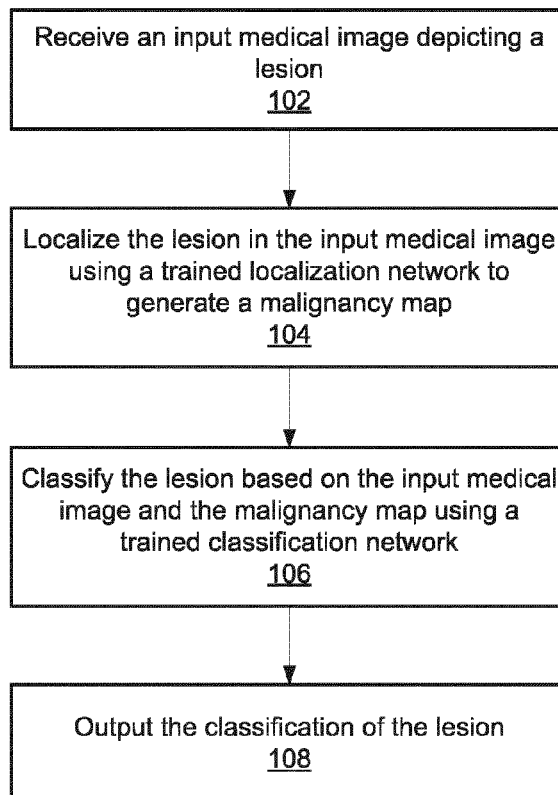 Receive an input medical image depicting a
lesion
102
Localize the lesion in the input medical image
using a trained localization network to
generate a malignancy map
104
Classify the lesion based on the input medical
image and the malignancy map using a
trained classification network
106
Output the classification of the lesion
108